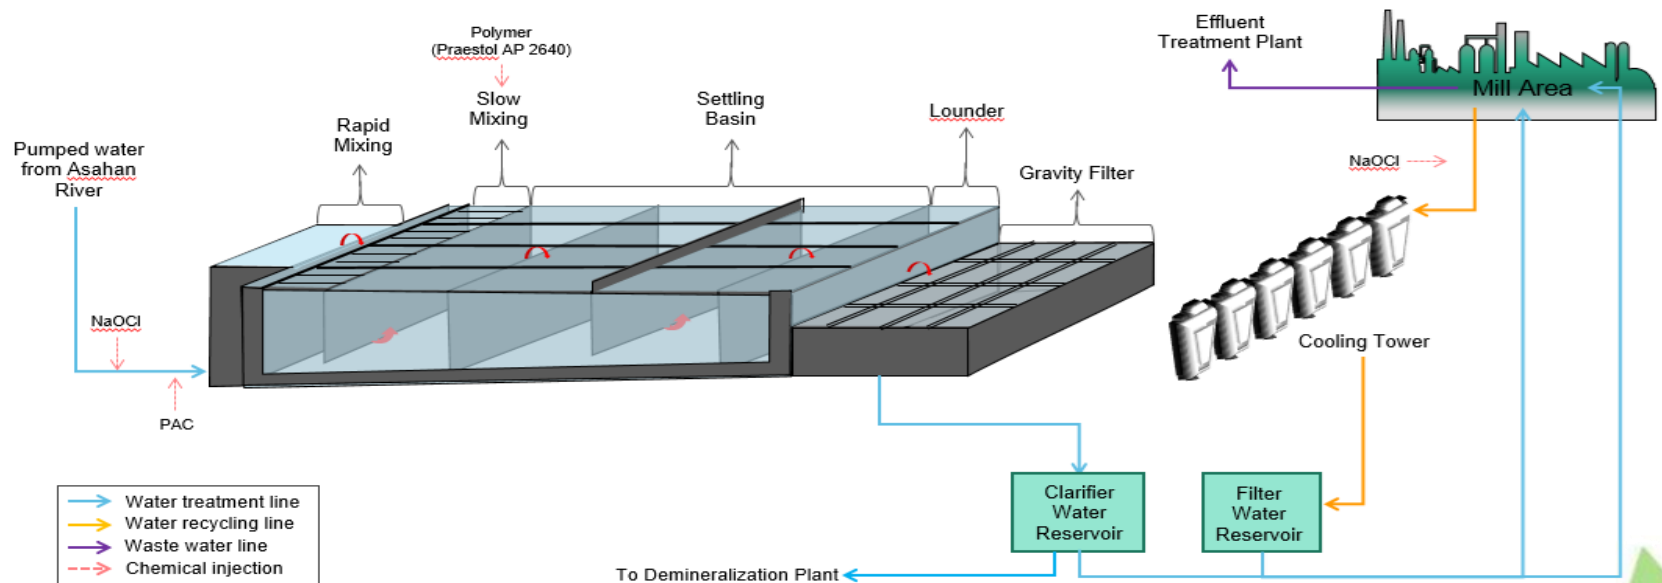 Polymer
(Praestol AP 2640)
Effluent
Treatment Plant
Mill Area
Slow
Mixing
Settling
Basin
Lounder
Rapid
Mixing
Pumped water
from Asahan
River
Gravity Filter
NaOCl
NaOCl
PAC
Cooling Tower
Clarifier
Water
Reservoir
Filter
Water
Reservoir
To Demineralization Plant
Water treatment line
Water recycling line
Waste water line
Chemical injection